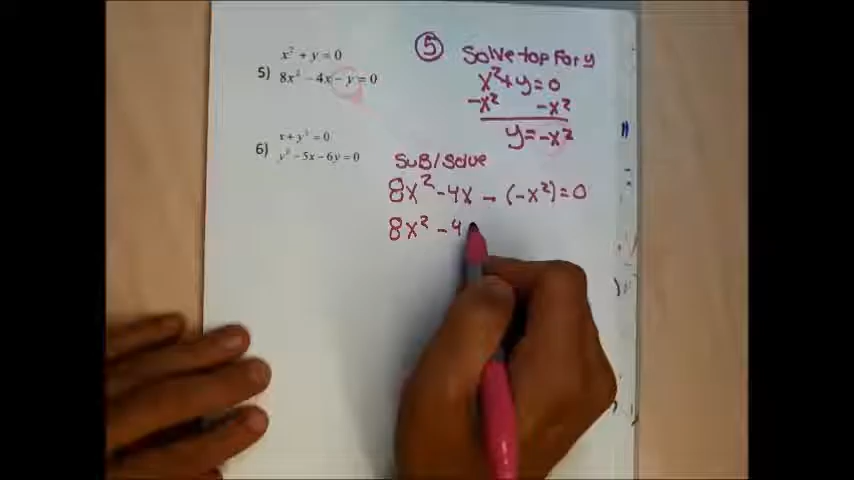 x² + y = 0
5) 8x² − 4x − y = 0
x + y² = 0
6) y² − 5x − 6y = 0
5 Solve top For y
x² + y = 0
−x² −x²
y = −x²
Sub/Solve
8x² − 4x − (−x²) = 0
8x² − 4